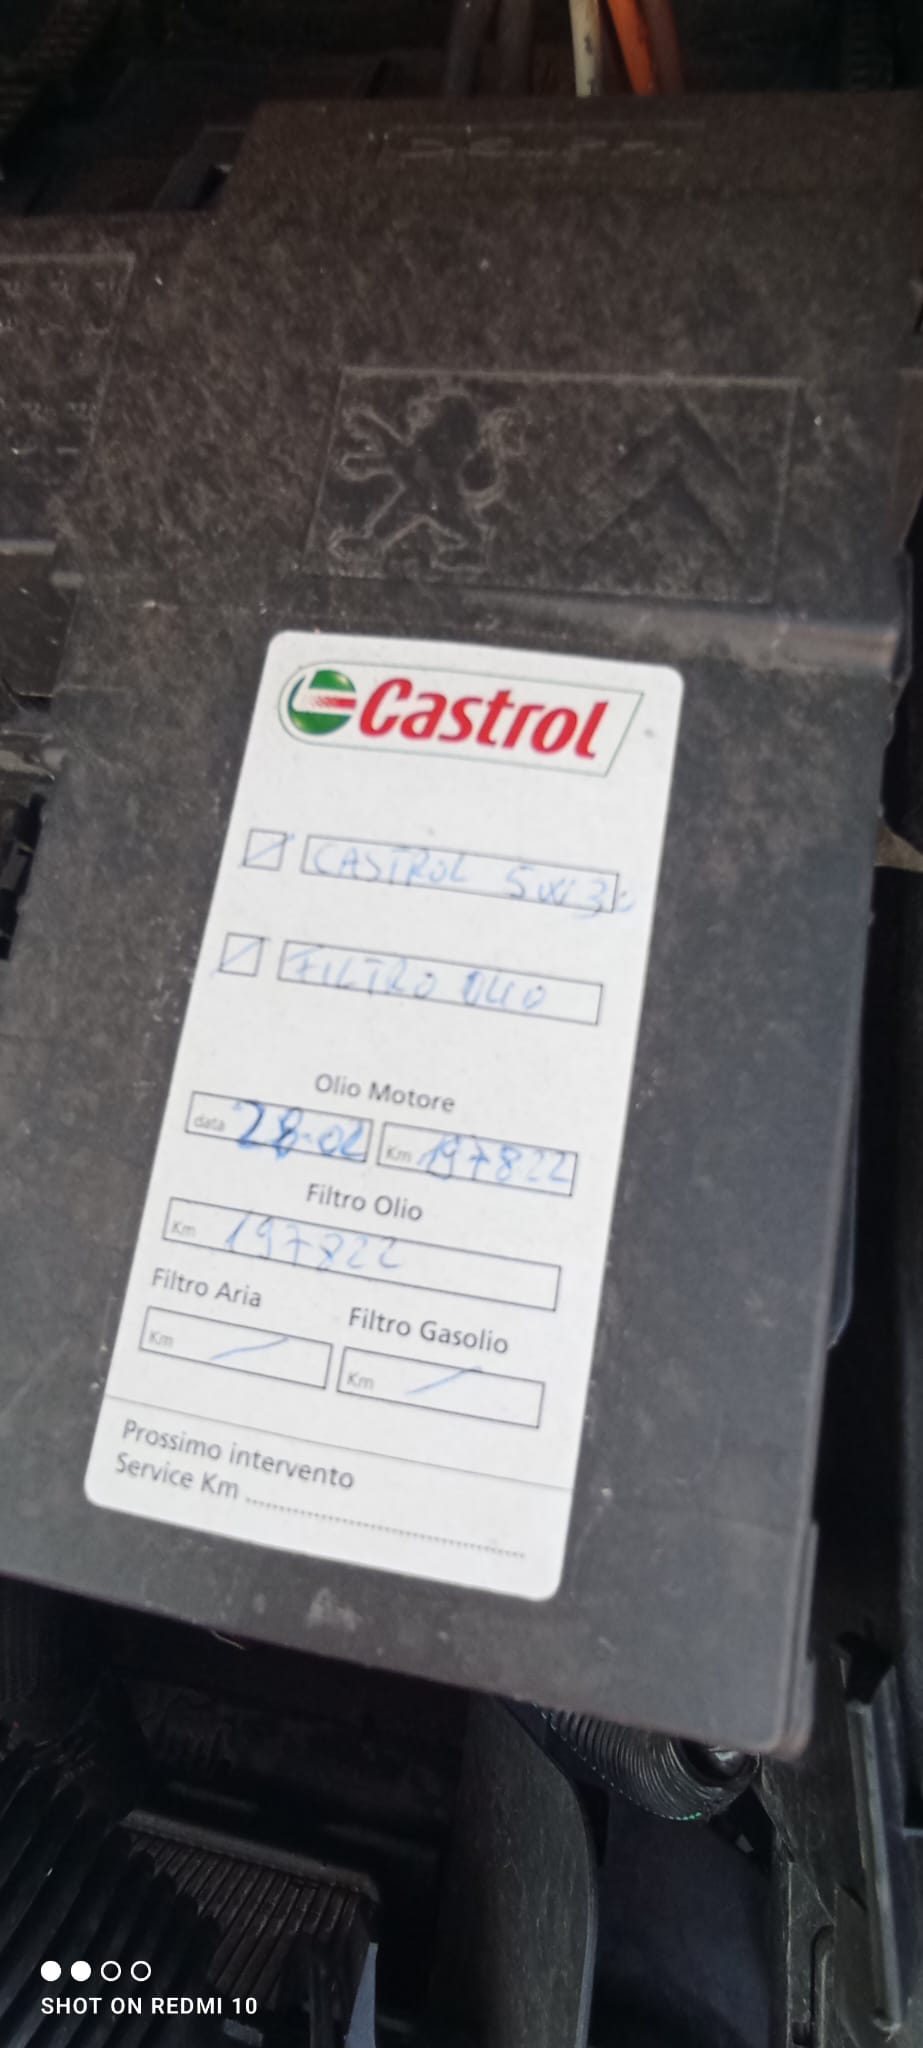 Castrol
CASTROL 5W30
FILTRO OLIO
Olio Motore
data 28-02 Km 197822
Filtro Olio
Km 197822
Filtro Aria Filtro Gasolio
Km / Km /
Prossimo intervento
Service Km ........................................
SHOT ON REDMI 10